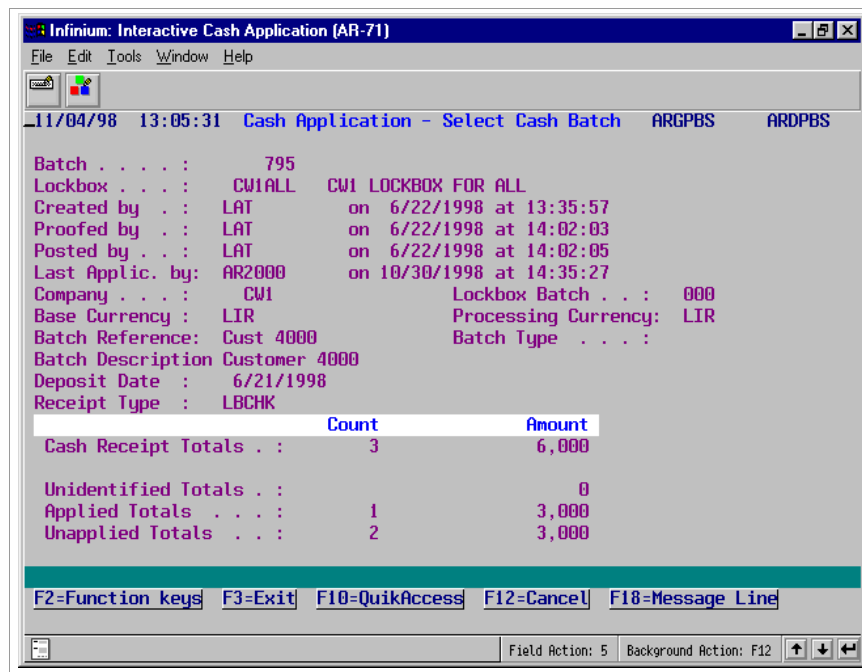 Infinium: Interactive Cash Application (AR-71)
File Edit Tools Window Help
11/04/98 13:05:31 Cash Application - Select Cash Batch ARGPBS ARDPBS
Batch . . . . : 795
Lockbox . . . : CW1ALL CW1 LOCKBOX FOR ALL
Created by . : LAT on 6/22/1998 at 13:35:57
Proofed by . : LAT on 6/22/1998 at 14:02:03
Posted by . . : LAT on 6/22/1998 at 14:02:05
Last Applic. by: AR2000 on 10/30/1998 at 14:35:27
Company . . . : CW1 Lockbox Batch . . : 000
Base Currency : LIR Processing Currency: LIR
Batch Reference: Cust 4000 Batch Type . . . :
Batch Description Customer 4000
Deposit Date : 6/21/1998
Receipt Type : LBCHK
Count Amount
Cash Receipt Totals . : 3 6,000
Unidentified Totals . : 0
Applied Totals . . . : 1 3,000
Unapplied Totals . . : 2 3,000
F2=Function keys F3=Exit F10=QuikAccess F12=Cancel F18=Message Line
Field Action: 5 Background Action: F12